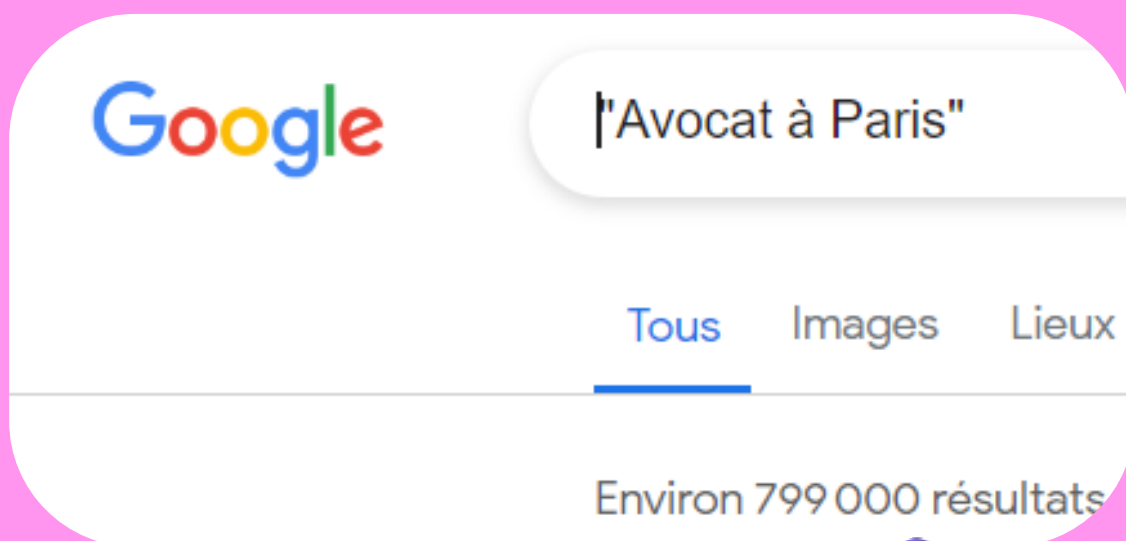 Google
"Avocat à Paris"
Tous Images Lieux
Environ 799 000 résultats